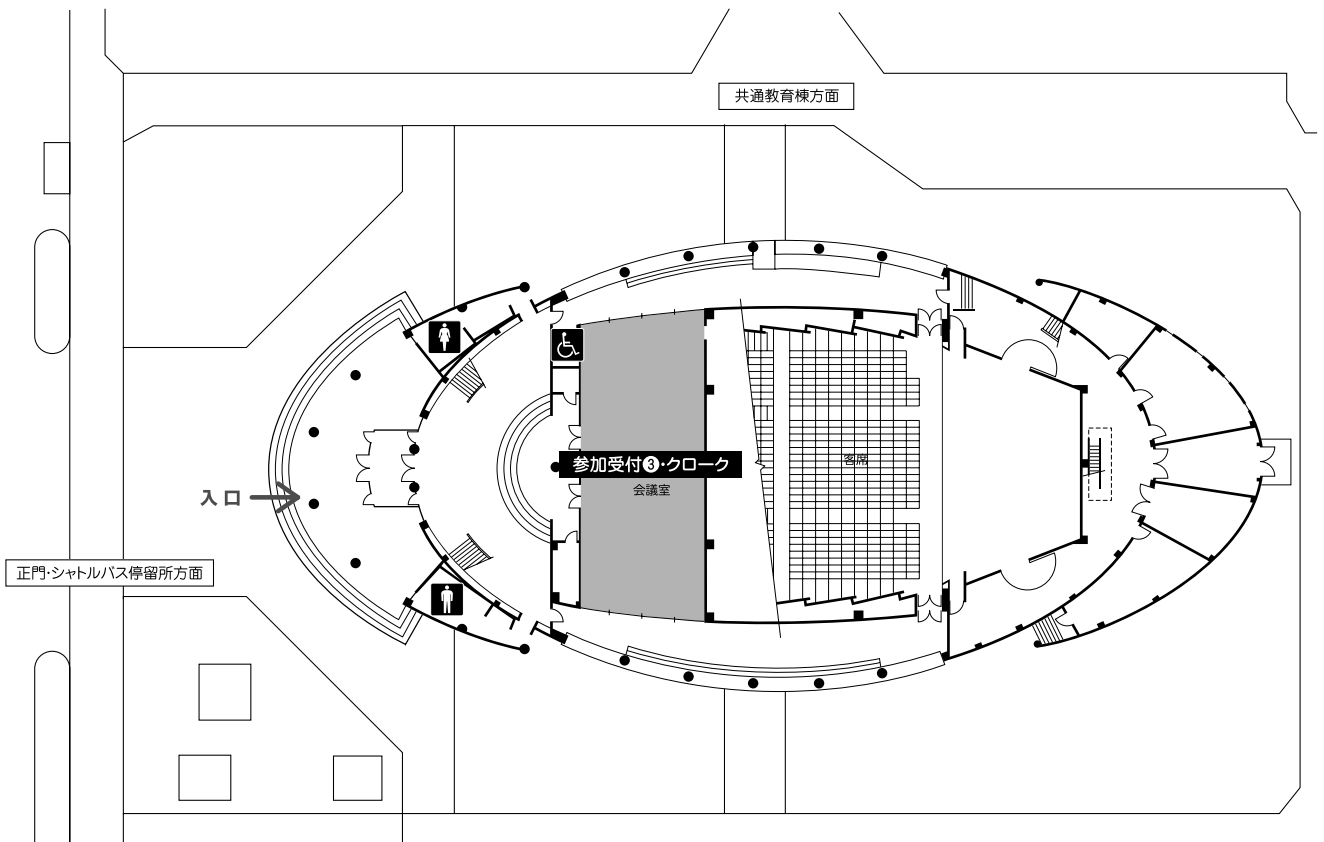 共通教育棟方面
参加受付❸・クローク
客席
会議室
入口
正門・シャトルバス停留所方面